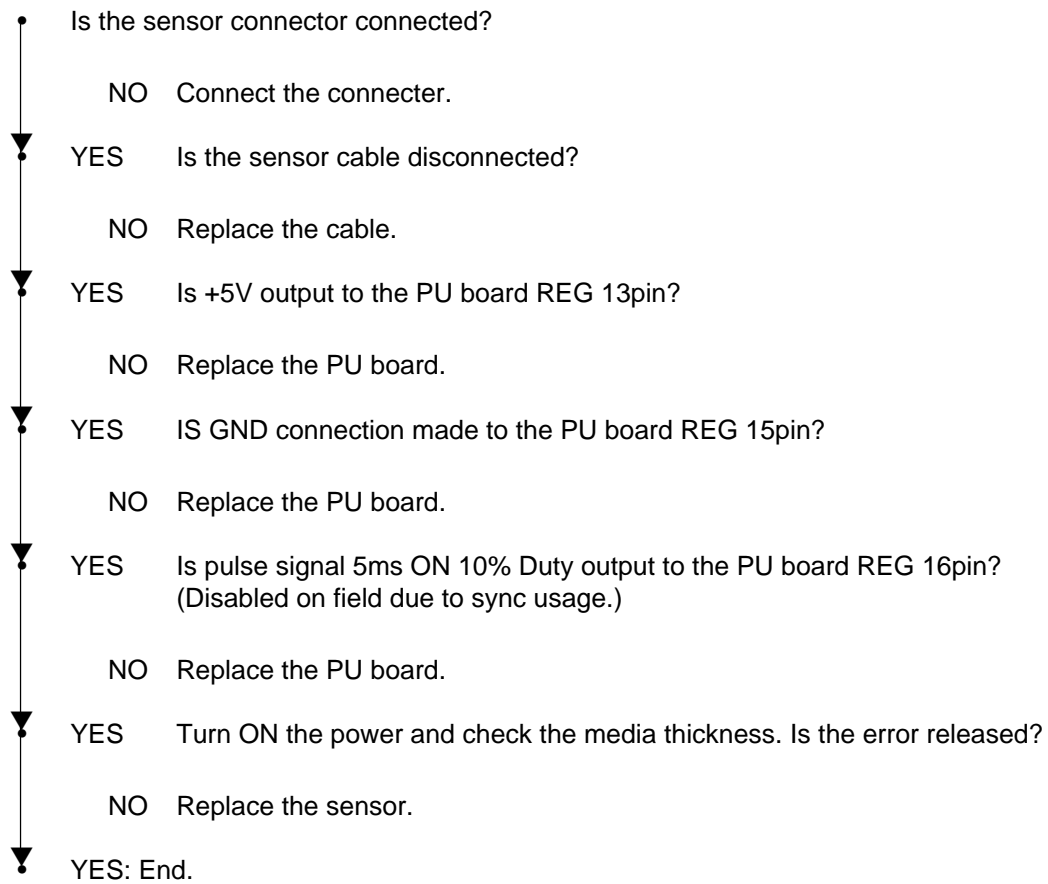 Is the sensor connector connected?
NO Connect the connecter.
YES Is the sensor cable disconnected?
NO Replace the cable.
YES Is +5V output to the PU board REG 13pin?
NO Replace the PU board.
YES IS GND connection made to the PU board REG 15pin?
NO Replace the PU board.
YES Is pulse signal 5ms ON 10% Duty output to the PU board REG 16pin?
(Disabled on field due to sync usage.)
NO Replace the PU board.
YES Turn ON the power and check the media thickness. Is the error released?
NO Replace the sensor.
YES: End.